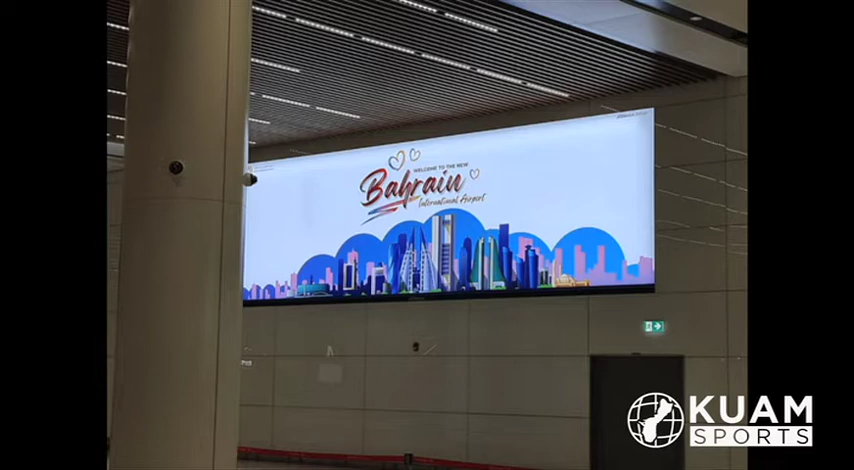 WELCOME TO THE NEW
Bahrain
International Airport
KUAM
SPORTS